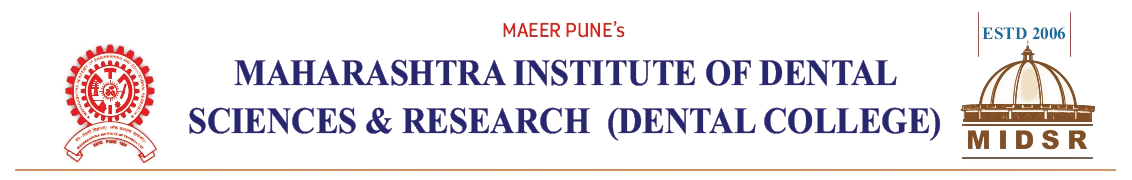 MAEER PUNE's
MAHARASHTRA INSTITUTE OF DENTAL
SCIENCES & RESEARCH (DENTAL COLLEGE)
ESTD 2006
MIDSR